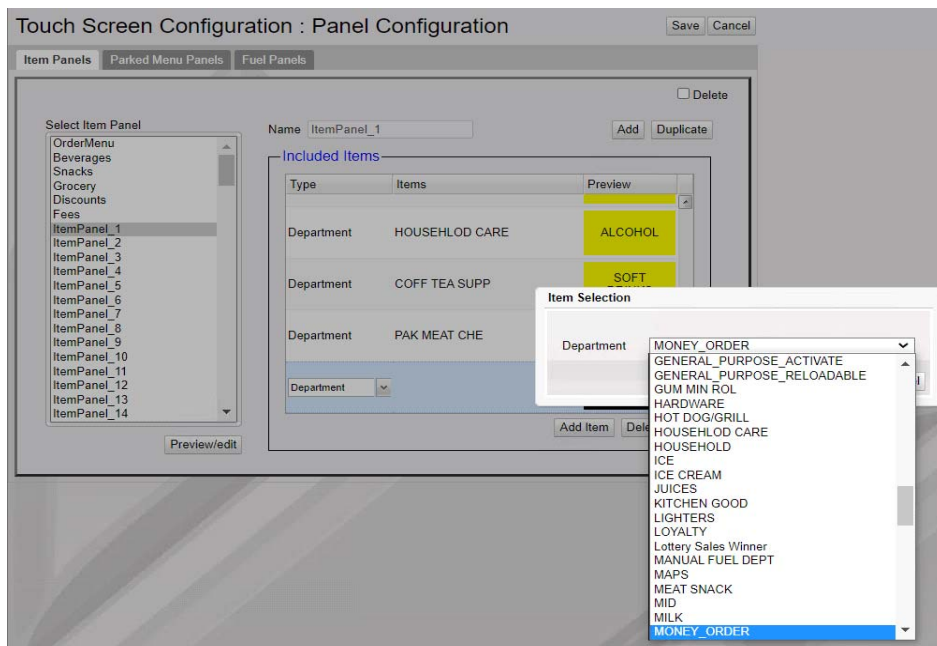 Touch Screen Configuration : Panel Configuration
Save Cancel
Item Panels Parked Menu Panels Fuel Panels
Delete
Select Item Panel
OrderMenu
Beverages
Snacks
Grocery
Discounts
Fees
ItemPanel_1
ItemPanel_2
ItemPanel_3
ItemPanel_4
ItemPanel_5
ItemPanel_6
ItemPanel_7
ItemPanel_8
ItemPanel_9
ItemPanel_10
ItemPanel_11
ItemPanel_12
ItemPanel_13
ItemPanel_14
Preview/edit
Name ItemPanel_1
Add Duplicate
Included Items
Type Items Preview
Department HOUSEHLOD CARE ALCOHOL
Department COFF TEA SUPP SOFT
Department PAK MEAT CHE
Department
Add Item
Item Selection
Department MONEY_ORDER
GENERAL_PURPOSE_ACTIVATE
GENERAL_PURPOSE_RELOADABLE
GUM MIN ROL
HARDWARE
HOT DOG/GRILL
HOUSEHLOD CARE
HOUSEHOLD
ICE
ICE CREAM
JUICES
KITCHEN GOOD
LIGHTERS
LOYALTY
Lottery Sales Winner
MANUAL FUEL DEPT
MAPS
MEAT SNACK
MID
MILK
MONEY_ORDER